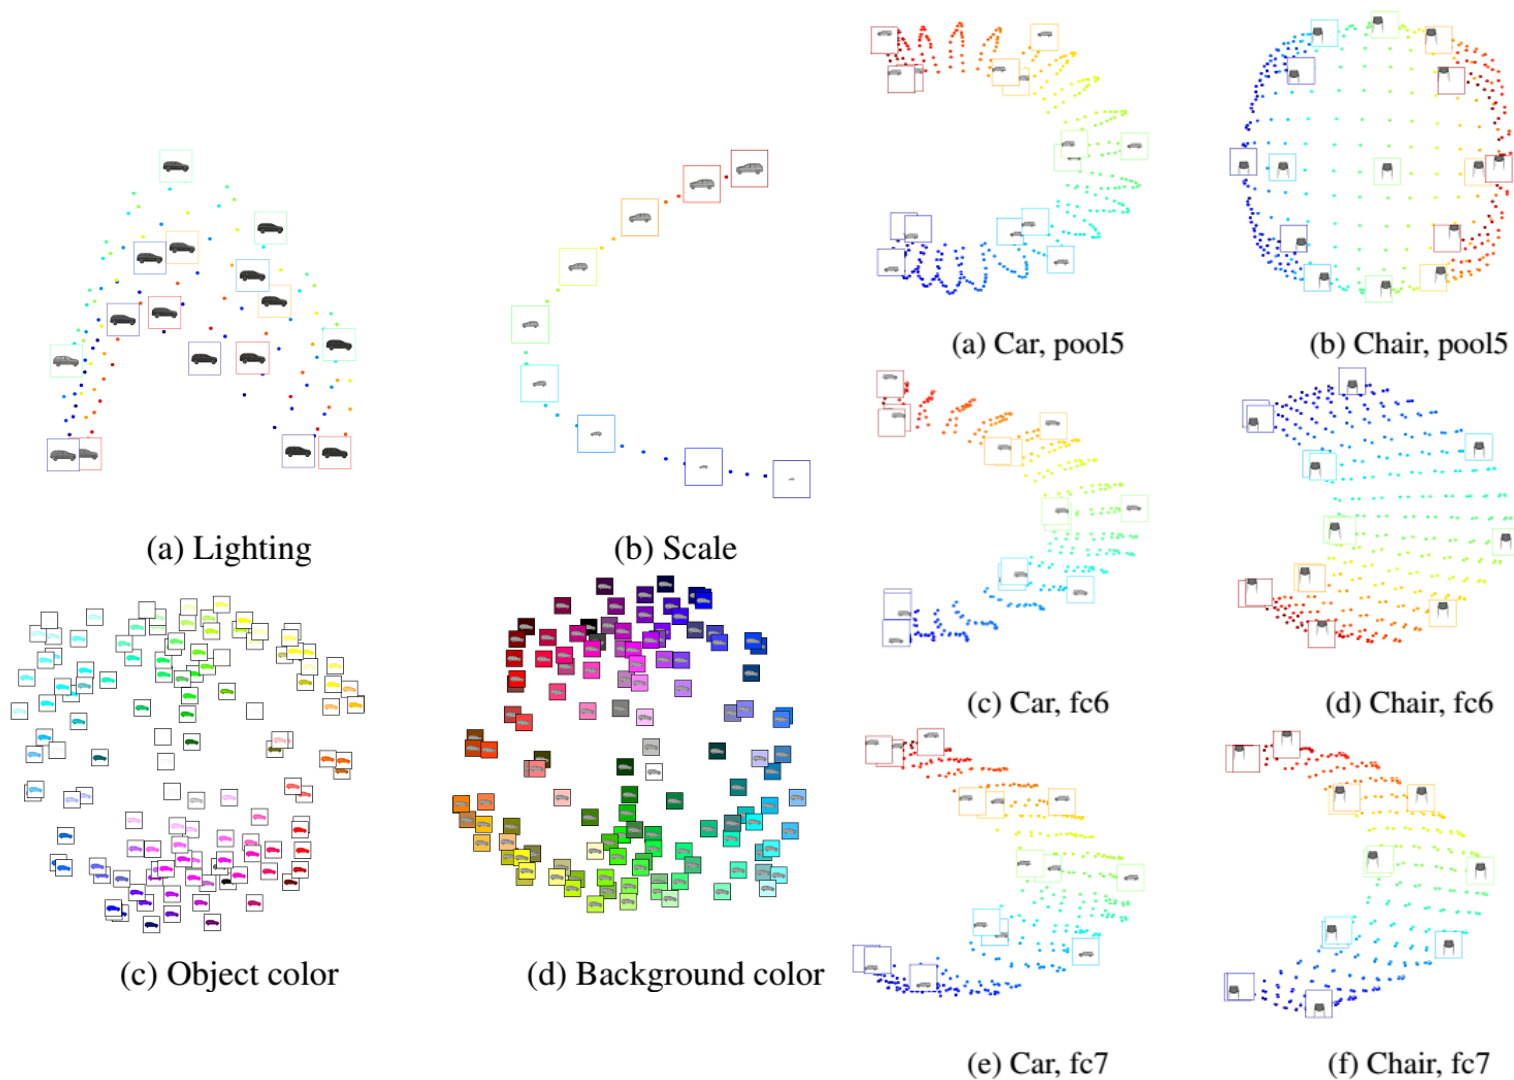 (a) Lighting
(b) Scale
(c) Object color
(d) Background color
(a) Car, pool5
(b) Chair, pool5
(c) Car, fc6
(d) Chair, fc6
(e) Car, fc7
(f) Chair, fc7